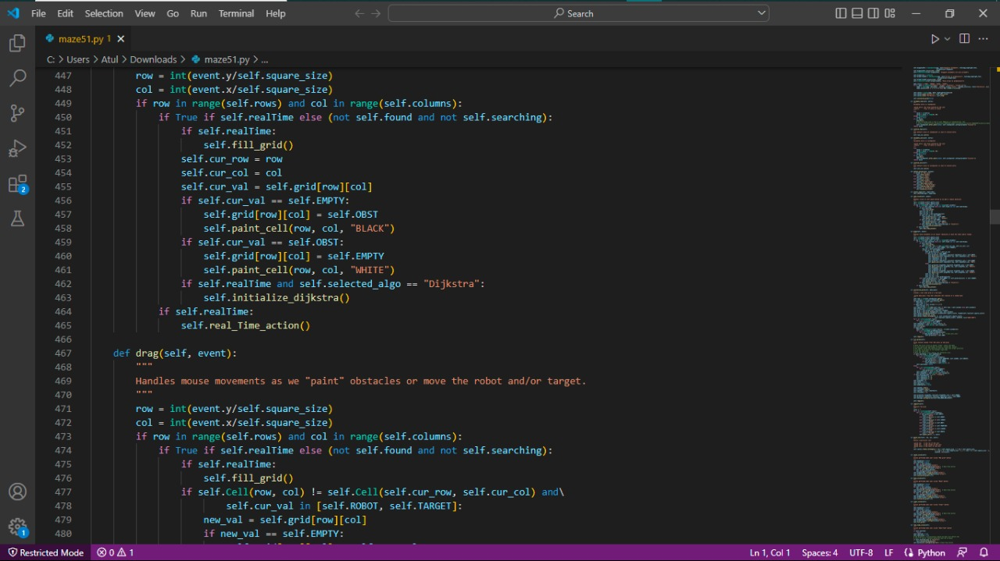 File Edit Selection View Go Run Terminal Help
Search
maze51.py 1
C: > Users > Atul > Downloads > maze51.py > ...
447 row = int(event.y/self.square_size)
448 col = int(event.x/self.square_size)
449 if row in range(self.rows) and col in range(self.columns):
450 if True if self.realTime else (not self.found and not self.searching):
451 if self.realTime:
452 self.fill_grid()
453 self.cur_row = row
454 self.cur_col = col
455 self.cur_val = self.grid[row][col]
456 if self.cur_val == self.EMPTY:
457 self.grid[row][col] = self.OBST
458 self.paint_cell(row, col, "BLACK")
459 if self.cur_val == self.OBST:
460 self.grid[row][col] = self.EMPTY
461 self.paint_cell(row, col, "WHITE")
462 if self.realTime and self.selected_algo == "Dijkstra":
463 self.initialize_dijkstra()
464 if self.realTime:
465 self.real_Time_action()
466
467 def drag(self, event):
468 """
469 Handles mouse movements as we "paint" obstacles or move the robot and/or target.
470 """
471 row = int(event.y/self.square_size)
472 col = int(event.x/self.square_size)
473 if row in range(self.rows) and col in range(self.columns):
474 if True if self.realTime else (not self.found and not self.searching):
475 if self.realTime:
476 self.fill_grid()
477 if self.Cell(row, col) != self.Cell(self.cur_row, self.cur_col) and\
478 self.cur_val in [self.ROBOT, self.TARGET]:
479 new_val = self.grid[row][col]
480 if new_val == self.EMPTY:
2
1
Restricted Mode 0 1 Ln 1, Col 1 Spaces: 4 UTF-8 LF Python